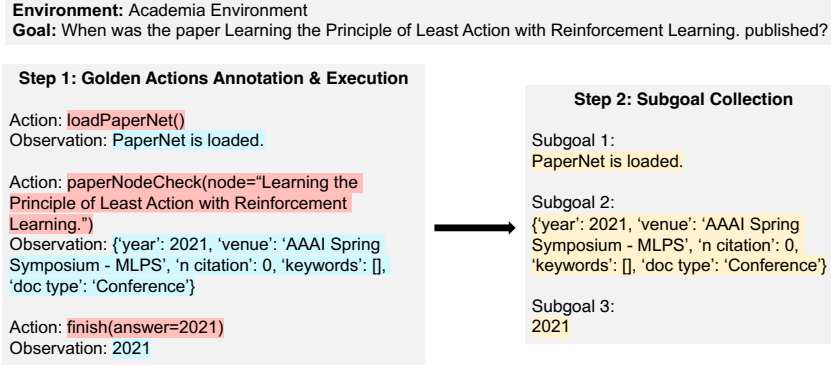 Environment: Academia Environment
Goal: When was the paper Learning the Principle of Least Action with Reinforcement Learning. published?
Step 1: Golden Actions Annotation & Execution
Action: loadPaperNet()
Observation: PaperNet is loaded.
Action: paperNodeCheck(node=“Learning the
Principle of Least Action with Reinforcement
Learning.”)
Observation: {‘year’: 2021, ‘venue’: ‘AAAI Spring
Symposium - MLPS’, ‘n citation’: 0, ‘keywords’: [],
‘doc type’: ‘Conference’}
Action: finish(answer=2021)
Observation: 2021
Step 2: Subgoal Collection
Subgoal 1:
PaperNet is loaded.
Subgoal 2:
{‘year’: 2021, ‘venue’: ‘AAAI Spring
Symposium - MLPS’, ‘n citation’: 0,
‘keywords’: [], ‘doc type’: ‘Conference’}
Subgoal 3:
2021